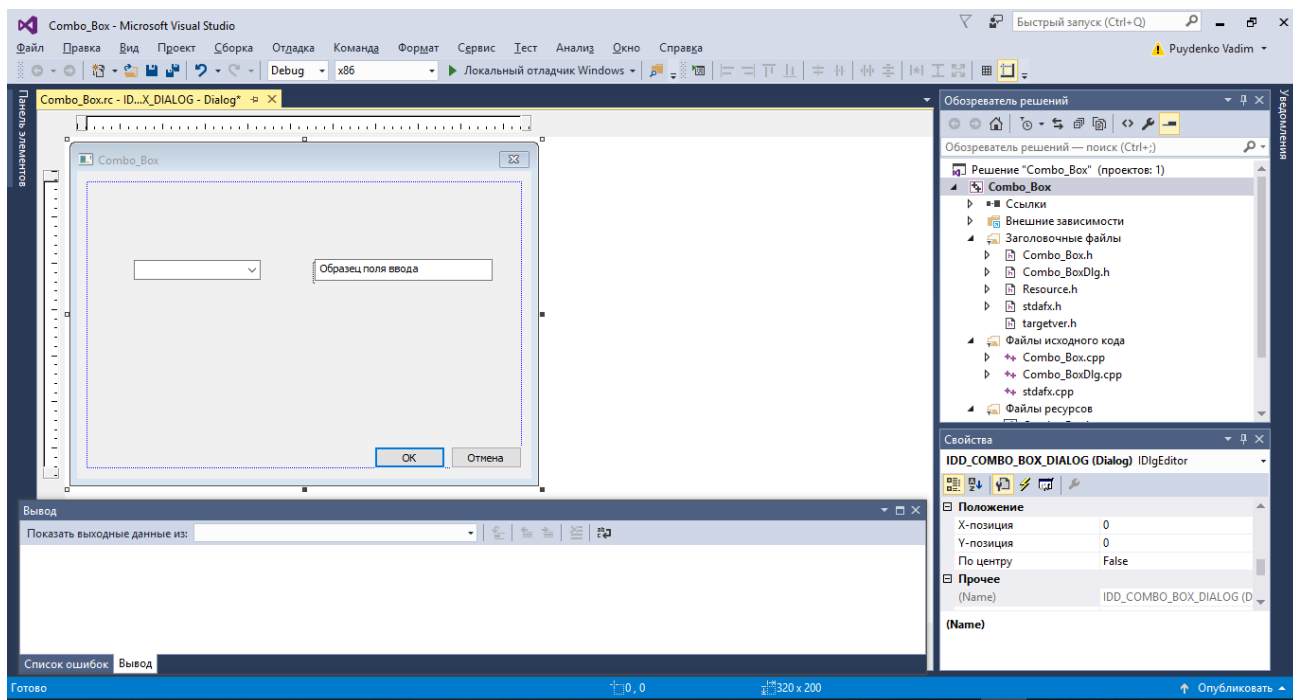 Combo_Box - Microsoft Visual Studio
Быстрый запуск (Ctrl+Q)
Файл Правка Вид Проект Сборка Отладка Команда Формат Сервис Тест Анализ Окно Справка
Puydenko Vadim
Debug x86 Локальный отладчик Windows
Панель элементов
Combo_Box.rc - ID...X_DIALOG - Dialog*
Combo_Box
Образец поля ввода
OK Отмена
Вывод
Показать выходные данные из:
Список ошибок Вывод
Обозреватель решений
Обозреватель решений — поиск (Ctrl+;)
Решение "Combo_Box" (проектов: 1)
Combo_Box
Ссылки
Внешние зависимости
Заголовочные файлы
Combo_Box.h
Combo_BoxDlg.h
Resource.h
stdafx.h
targetver.h
Файлы исходного кода
Combo_Box.cpp
Combo_BoxDlg.cpp
stdafx.cpp
Файлы ресурсов
Свойства
IDD_COMBO_BOX_DIALOG (Dialog) IDlgEditor
Положение
X-позиция 0
Y-позиция 0
По центру False
Прочее
(Name) IDD_COMBO_BOX_DIALOG (D
(Name)
Уведомления
Готово 0 , 0 320 x 200 Опубликовать